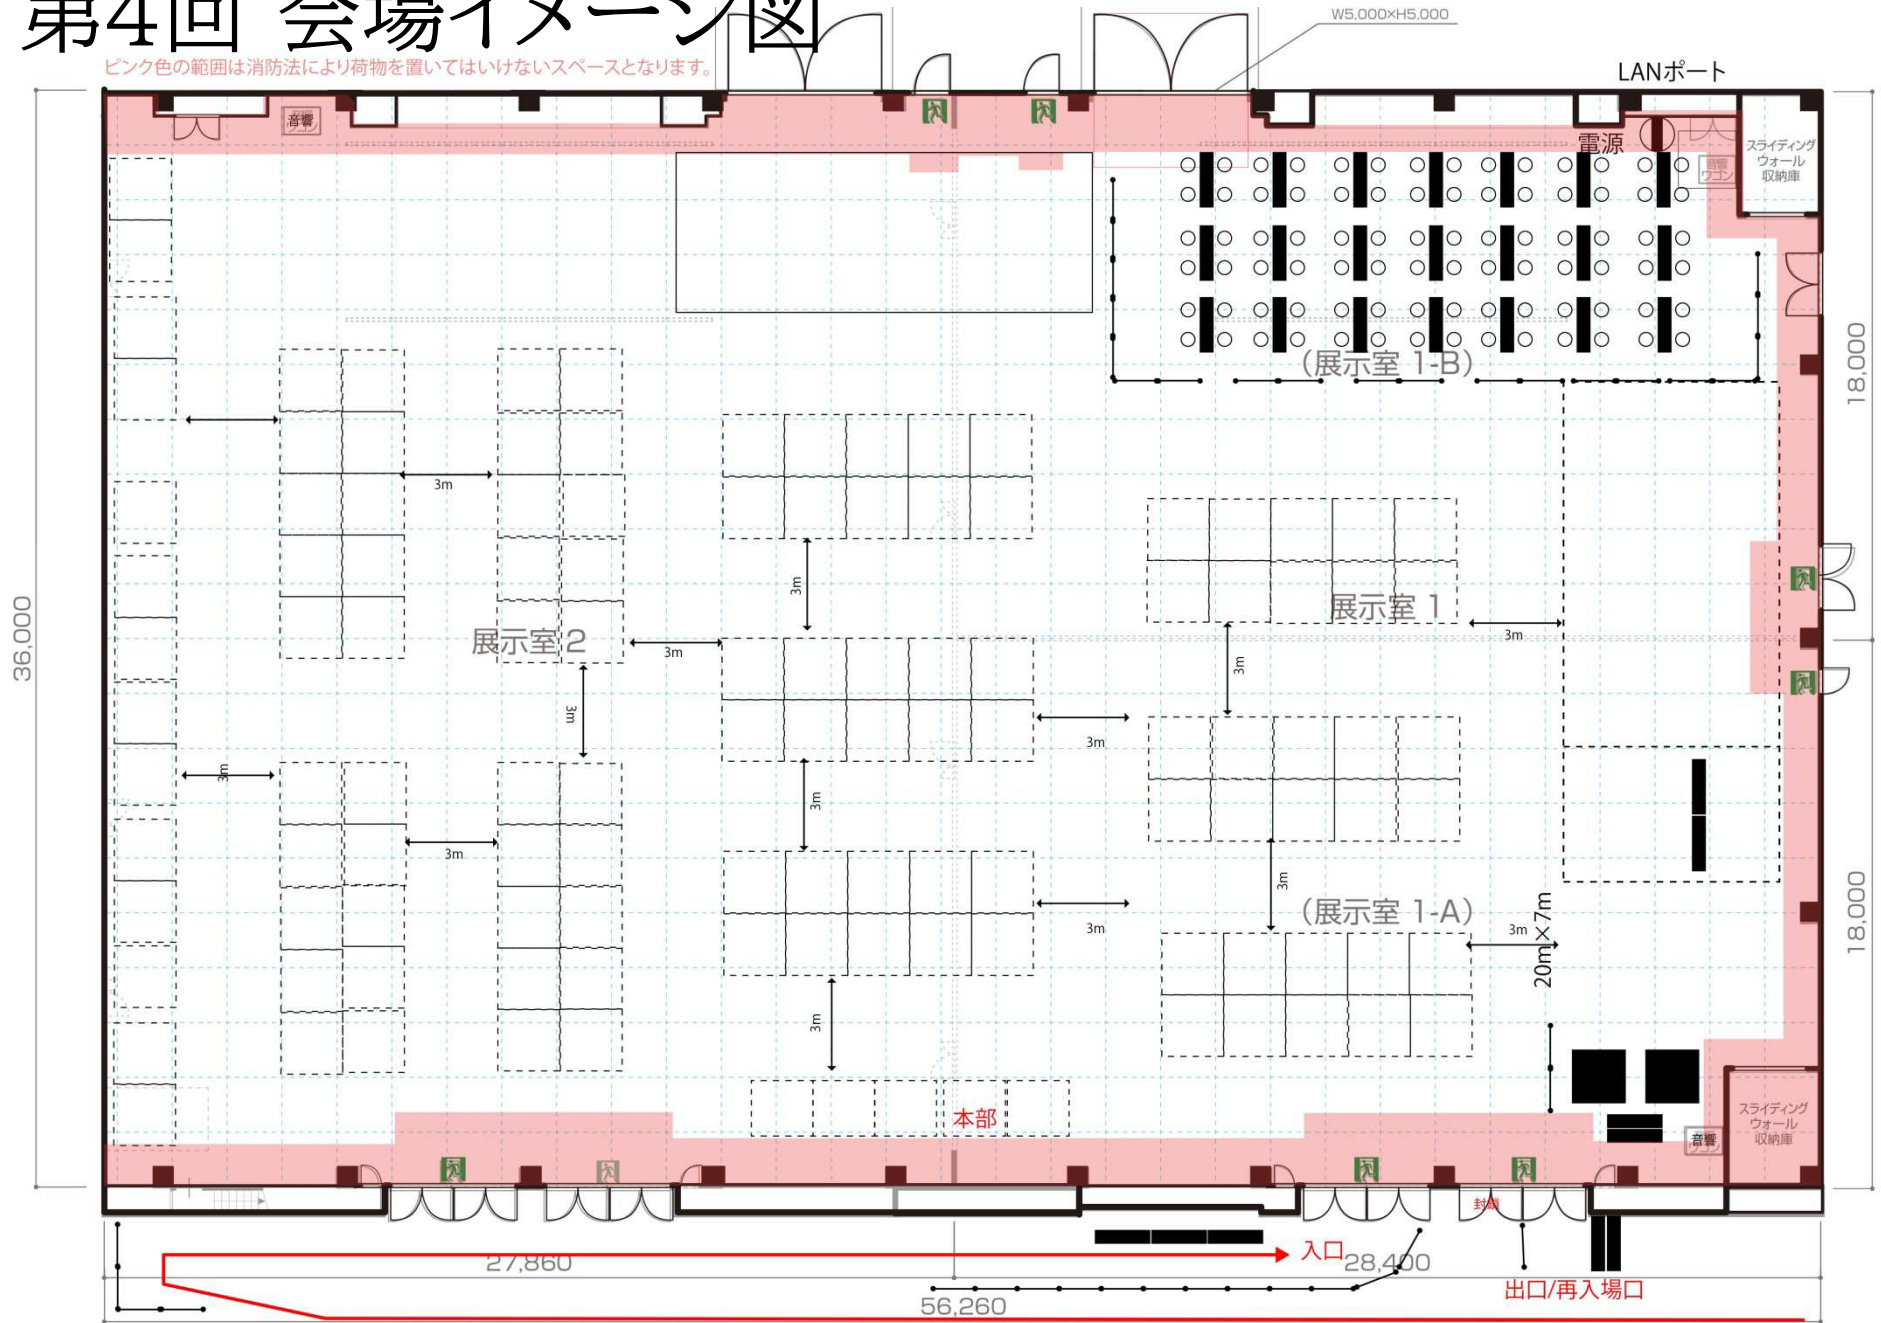 第4回 会場イメージ図
W5,000×H5,000
ピンク色の範囲は消防法により荷物を置いてはいけないスペースとなります。
LANポート
音響
ワゴン
電源
スライディング
ウォール
収納庫
音響
ワゴン
(展示室 1-B)
18,000
3m
3m
36,000
展示室 1
展示室 2
3m
3m
3m
3m
3m
3m
3m
3m
3m
3m
18,000
(展示室 1-A)
3m
3m
20m×7m
3m
本部
スライディング
ウォール
収納庫
音響
ワゴン
封鎖
入口
27,860
28,400
出口/再入場口
56,260